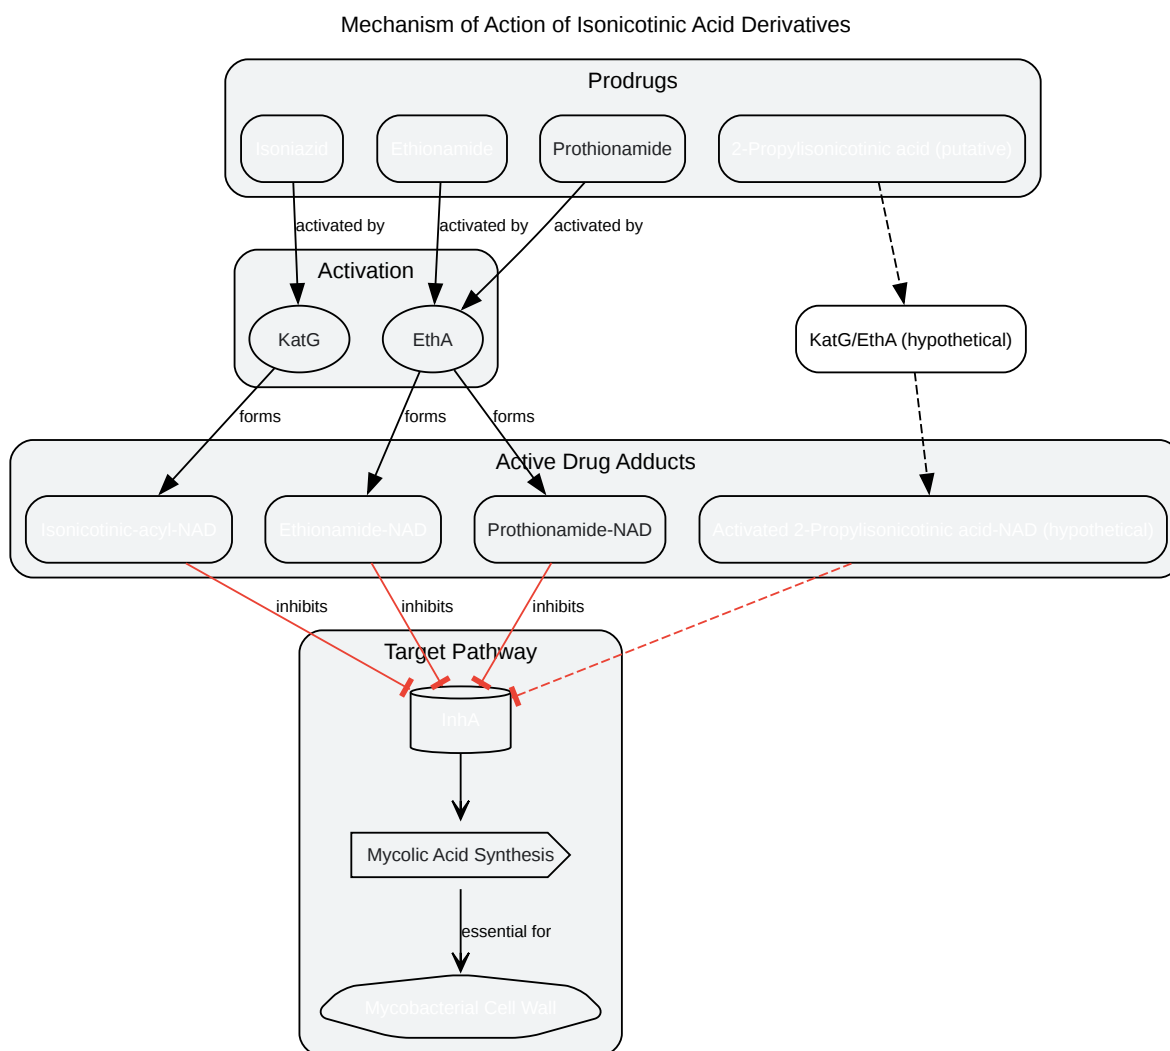 Mechanism of Action of Isonicotinic Acid Derivatives
Prodrugs
Isoniazid
Ethionamide
Prothionamide
2-Propylisonicotinic acid (putative)
activated by
activated by
activated by
Activation
KatG
EthA
KatG/EthA (hypothetical)
forms
forms
forms
Active Drug Adducts
Isonicotinic-acyl-NAD
Ethionamide-NAD
Prothionamide-NAD
Activated 2-Propylisonicotinic acid-NAD (hypothetical)
inhibits
inhibits
inhibits
Target Pathway
InhA
Mycolic Acid Synthesis
essential for
Mycobacterial Cell Wall